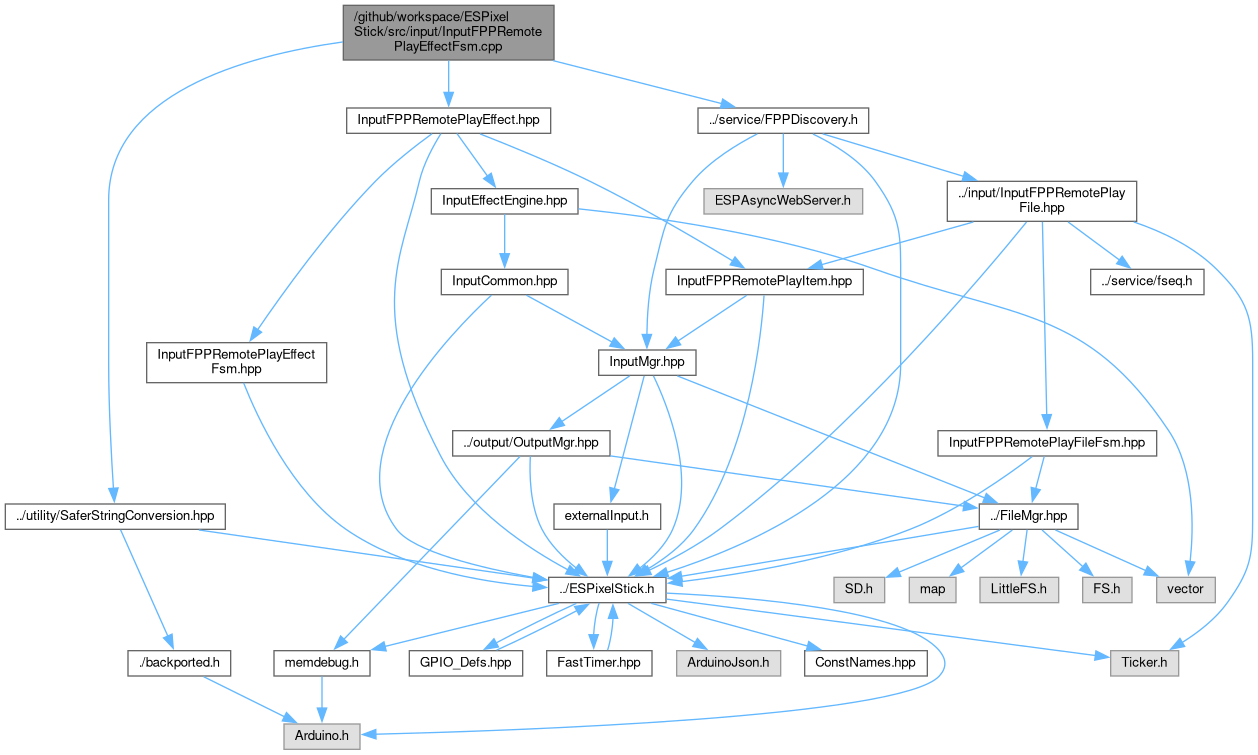 /github/workspace/ESPixel
Stick/src/input/InputFPPRemote
PlayEffectFsm.cpp
InputFPPRemotePlayEffect.hpp
../service/FPPDiscovery.h
InputEffectEngine.hpp
ESPAsyncWebServer.h
../input/InputFPPRemotePlay
File.hpp
InputCommon.hpp
InputFPPRemotePlayItem.hpp
../service/fseq.h
InputFPPRemotePlayEffect
Fsm.hpp
InputMgr.hpp
../output/OutputMgr.hpp
InputFPPRemotePlayFileFsm.hpp
../utility/SaferStringConversion.hpp
externalInput.h
../FileMgr.hpp
../ESPixelStick.h
SD.h
map
LittleFS.h
FS.h
vector
./backported.h
memdebug.h
GPIO_Defs.hpp
FastTimer.hpp
ArduinoJson.h
ConstNames.hpp
Ticker.h
Arduino.h